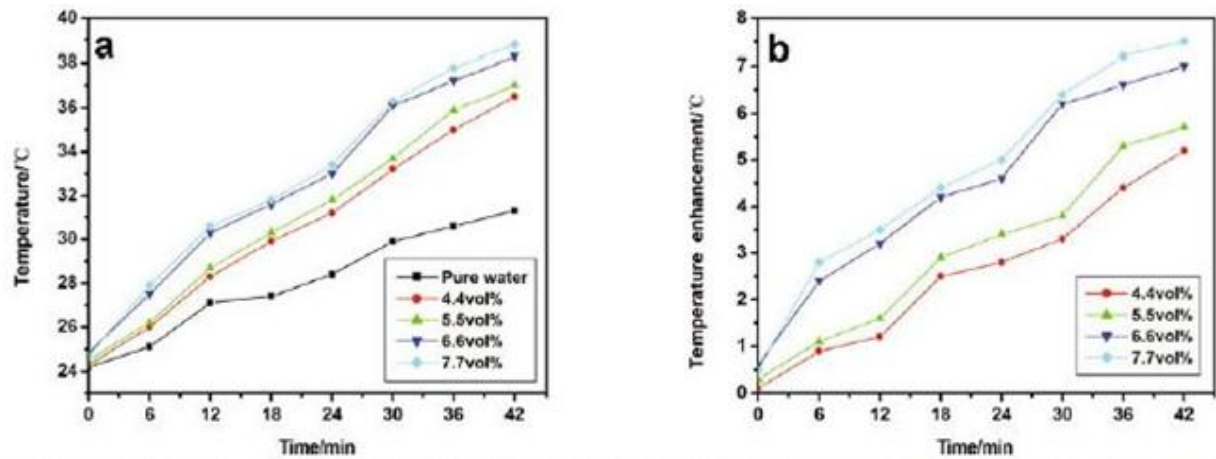 a
40
38
36
34
32
30
28
26
24
Temperature/℃
Pure water
4.4vol%
5.5vol%
6.6vol%
7.7vol%
0 6 12 18 24 30 36 42
Time/min
b
8
7
6
5
4
3
2
1
0
Temperature enhancement/℃
4.4vol%
5.5vol%
6.6vol%
7.7vol%
0 6 12 18 24 30 36 42
Time/min